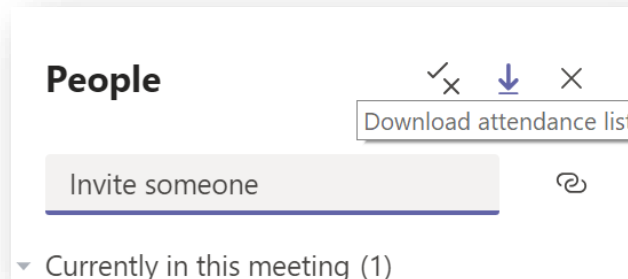 People
Download attendance list
Invite someone
Currently in this meeting (1)